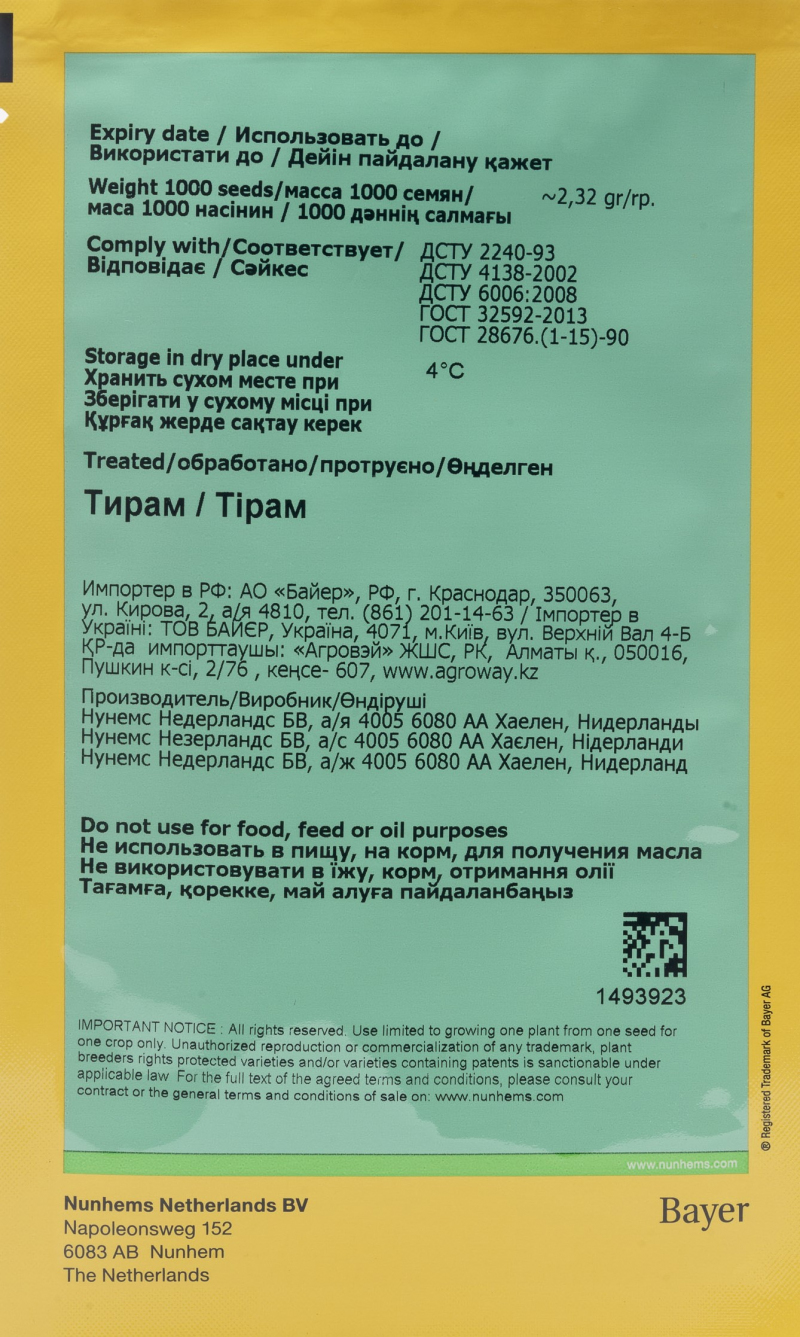 Expiry date / Использовать до /
Використати до / Дейін пайдалану қажет
Weight 1000 seeds/масса 1000 семян/
маса 1000 насінин / 1000 дәннің салмағы
~2,32 gr/гр.
Comply with/Соответствует/
Відповідає / Сәйкес
ДСТУ 2240-93
ДСТУ 4138-2002
ДСТУ 6006:2008
ГОСТ 32592-2013
ГОСТ 28676.(1-15)-90
Storage in dry place under
Хранить сухом месте при
Зберігати у сухому місці при
Құрғақ жерде сақтау керек
4°C
Treated/обработано/протруєно/Өңделген
Тирам / Тірам
Импортер в РФ: АО «Байер», РФ, г. Краснодар, 350063,
ул. Кирова, 2, а/я 4810, тел. (861) 201-14-63 / Імпортер в
Україні: ТОВ БАЙЄР, Україна, 4071, м.Київ, вул. Верхній Вал 4-Б
ҚР-да импорттаушы: «Агровэй» ЖШС, РК, Алматы қ., 050016,
Пушкин к-сі, 2/76 , кеңсе- 607, www.agroway.kz
Производитель/Виробник/Өндіруші
Нунемс Недерландс БВ, а/я 4005 6080 АА Хаелен, Нидерланды
Нунемс Незерландс БВ, а/с 4005 6080 АА Хаєлен, Нідерланди
Нунемс Недерландс БВ, а/ж 4005 6080 АА Хаелен, Нидерланд
Do not use for food, feed or oil purposes
Не использовать в пищу, на корм, для получения масла
Не використовувати в їжу, корм, отримання олії
Тағамға, қорекке, май алуға пайдаланбаңыз
1493923
IMPORTANT NOTICE : All rights reserved. Use limited to growing one plant from one seed for
one crop only. Unauthorized reproduction or commercialization of any trademark, plant
breeders rights protected varieties and/or varieties containing patents is sanctionable under
applicable law For the full text of the agreed terms and conditions, please consult your
contract or the general terms and conditions of sale on: www.nunhems.com
® Registered Trademark of Bayer AG
www.nunhems.com
Nunhems Netherlands BV
Napoleonsweg 152
6083 AB Nunhem
The Netherlands
Bayer